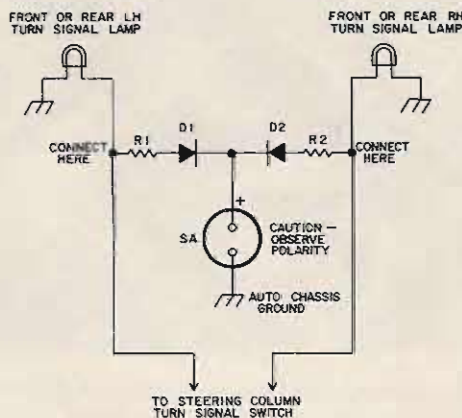 FRONT OR REAR LH
TURN SIGNAL LAMP
FRONT OR REAR RH
TURN SIGNAL LAMP
CONNECT
HERE
R1
D1
D2
R2
CONNECT
HERE
+
SA
CAUTION —
OBSERVE
POLARITY
AUTO CHASSIS
GROUND
TO STEERING COLUMN
TURN SIGNAL SWITCH